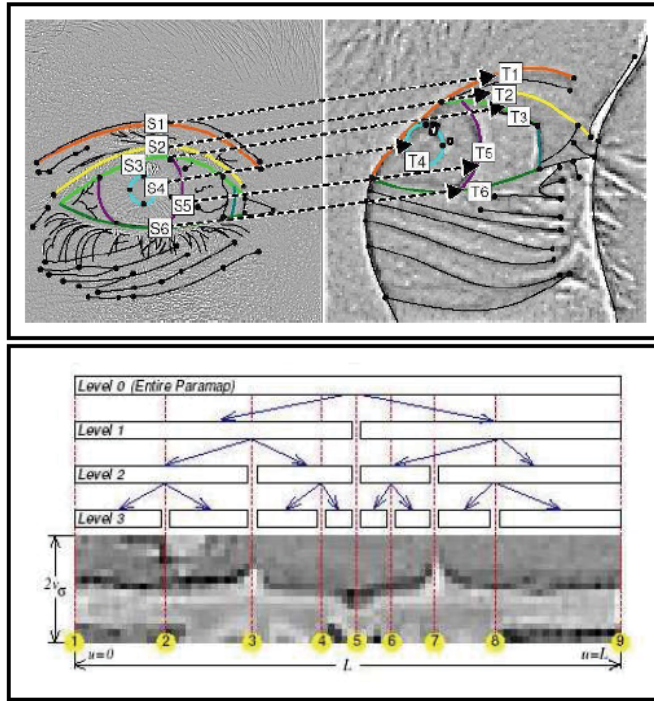 S1
S2
S3
S4
S5
S6
T1
T2
T3
T4
T5
T6
Level 0 (Entire Paramap)
Level 1
Level 2
Level 3
2vσ
1 2 3 4 5 6 7 8 9
u=0 L u=L